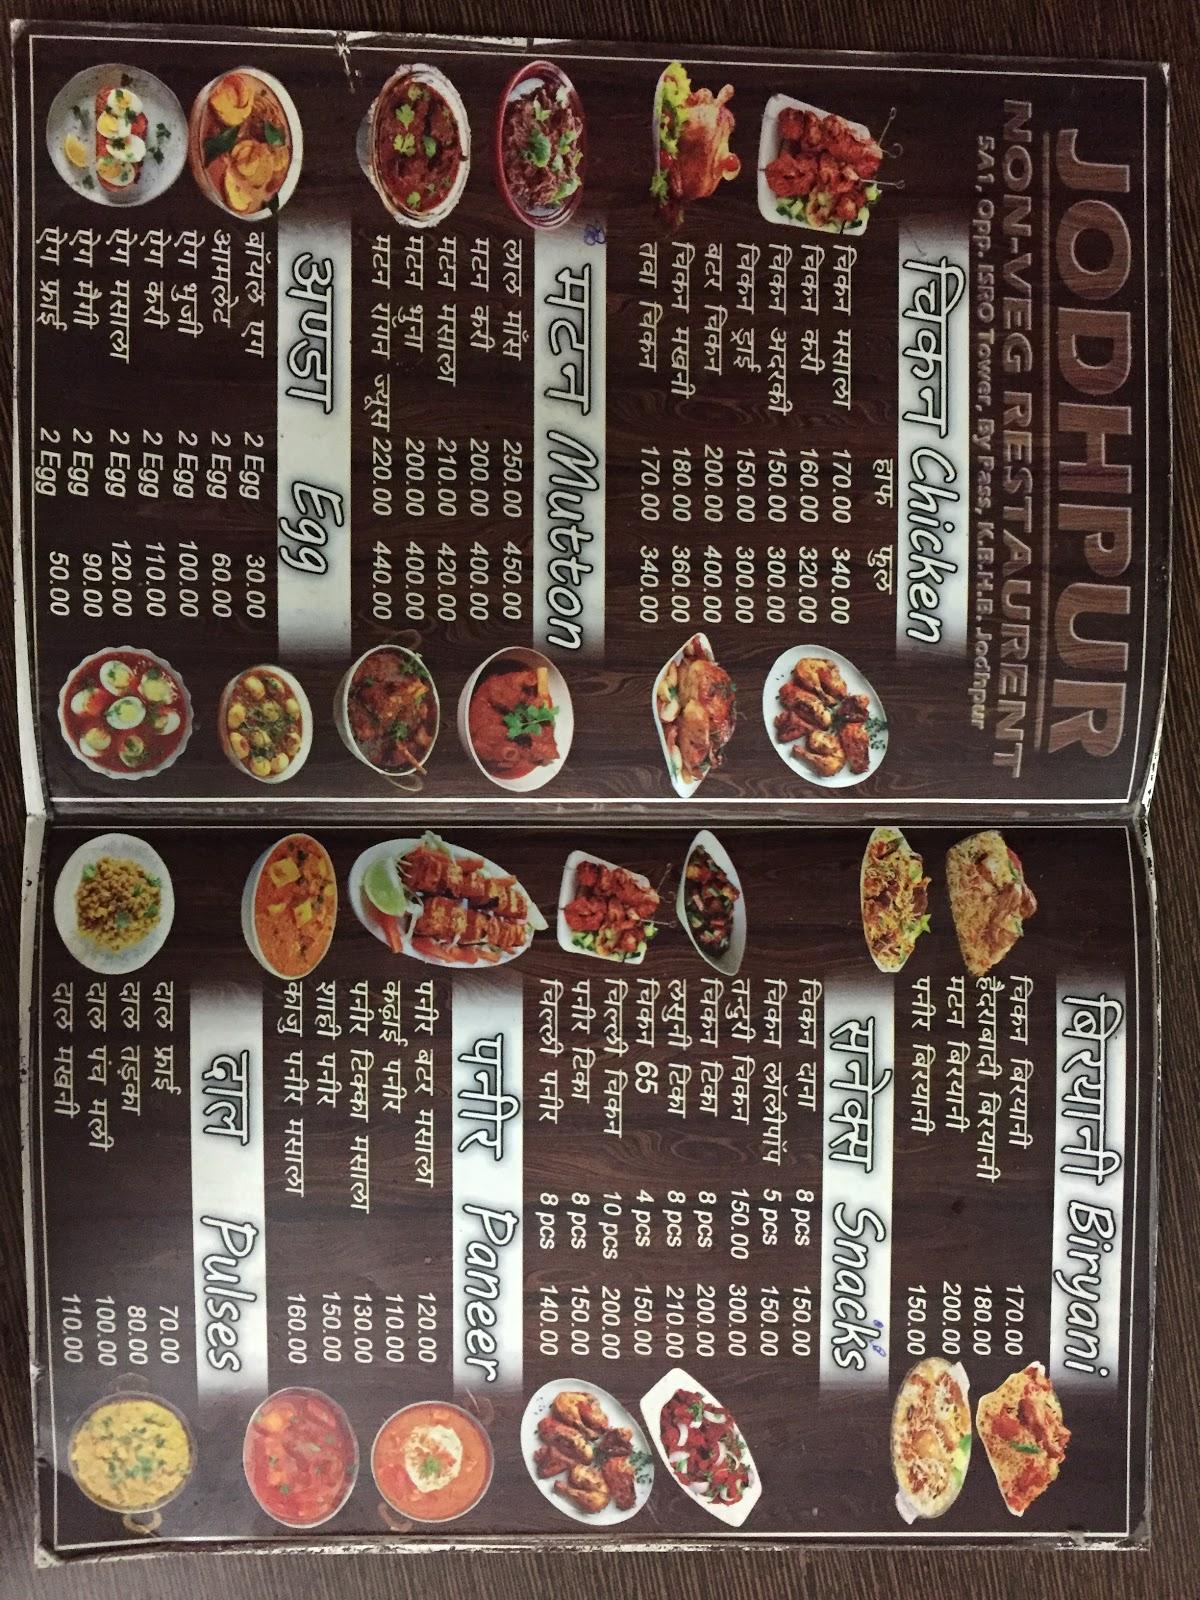 JODHPUR
NON-VEG RESTAURENT
5A1, Opp. ISRO Tower, By Pass, K.B.H.B. Jodhpur
चिकन Chicken
हाफ फुल
चिकन मसाला 170.00 340.00
चिकन करी 160.00 320.00
चिकन अदरकी 150.00 300.00
चिकन ड्राई 150.00 300.00
बटर चिकन 200.00 400.00
चिकन मखनी 180.00 360.00
तवा चिकन 170.00 340.00
मटन Mutton
लाल माँस 250.00 450.00
मटन करी 200.00 400.00
मटन मसाला 210.00 420.00
मटन भुना 200.00 400.00
मटन रोगन ज्यूस 220.00 440.00
अण्डा Egg
बॉयल एग 2 Egg 30.00
आमलेट 2 Egg 60.00
ऐग भुर्जी 2 Egg 100.00
ऐग करी 2 Egg 110.00
ऐग मसाला 2 Egg 120.00
ऐग मैगी 2 Egg 90.00
ऐग फ्राई 2 Egg 50.00
बिरयानी Biryani
चिकन बिरयानी 170.00
हैदराबादी बिरयानी 180.00
मटन बिरयानी 200.00
पनीर बिरयानी 150.00
स्नेक्स Snacks
चिकन चना 8 pcs 150.00
चिकन लॉलीपॉप 5 pcs 150.00
तन्दुरी चिकन 150.00 300.00
चिकन टिका 8 pcs 200.00
लसुनी टिका 8 pcs 210.00
चिकन 65 4 pcs 150.00
चिल्ली चिकन 10 pcs 200.00
पनीर टिका 8 pcs 150.00
चिल्ली पनीर 8 pcs 140.00
पनीर Paneer
पनीर बटर मसाला 120.00
कढ़ाई पनीर 110.00
पनीर टिक्का मसाला 130.00
शाही पनीर 150.00
काजु पनीर मसाला 160.00
दाल Pulses
दाल फ्राई 70.00
दाल तड़का 80.00
दाल पंच मली 100.00
दाल मखनी 110.00